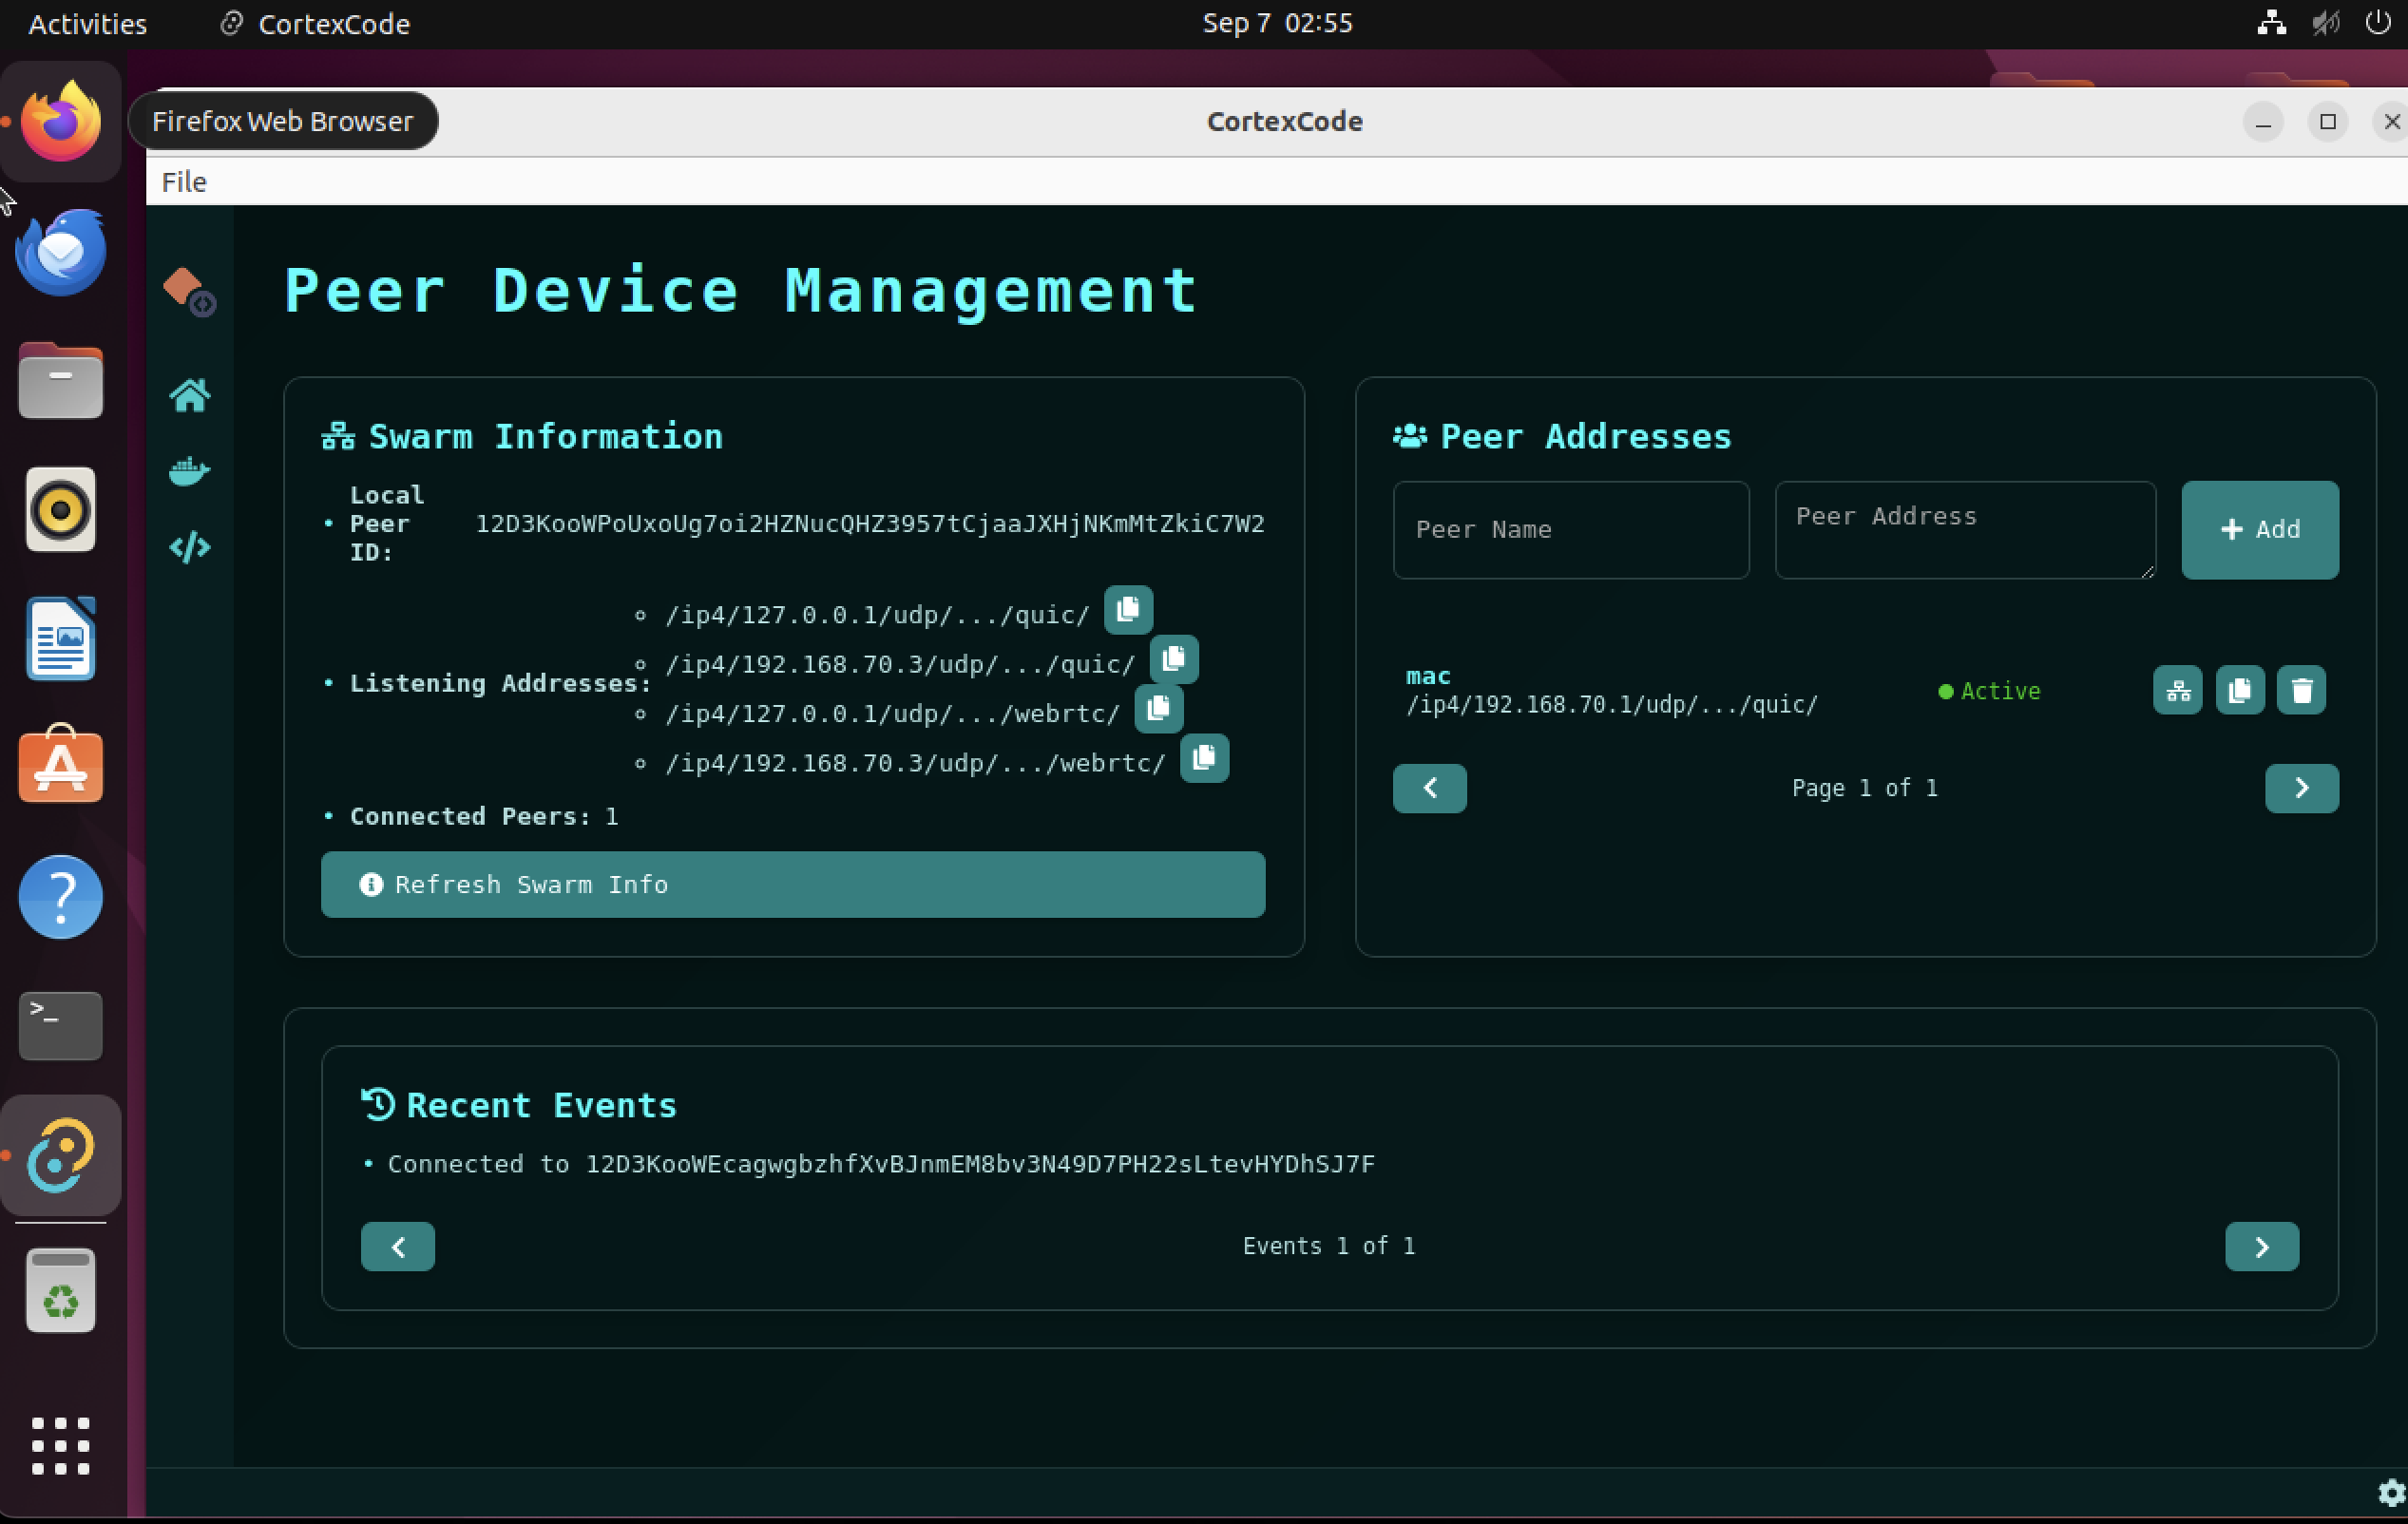 Activities
CortexCode
Sep 7 02:55
Firefox Web Browser
CortexCode
File
Peer Device Management
Swarm Information
Local Peer ID: 12D3KooWPoUxoUg7oi2HZNucQHZ3957tCjaaJXHjNKmMtZkiC7W2
Listening Addresses:
/ip4/127.0.0.1/udp/.../quic/
/ip4/192.168.70.3/udp/.../quic/
/ip4/127.0.0.1/udp/.../webrtc/
/ip4/192.168.70.3/udp/.../webrtc/
Connected Peers: 1
Refresh Swarm Info
Peer Addresses
Peer Name
Peer Address
Add
mac
/ip4/192.168.70.1/udp/.../quic/
Active
Page 1 of 1
Recent Events
Connected to 12D3KooWEcagwgbzhfXvBJnmEM8bv3N49D7PH22sLtevHYDhSJ7F
Events 1 of 1